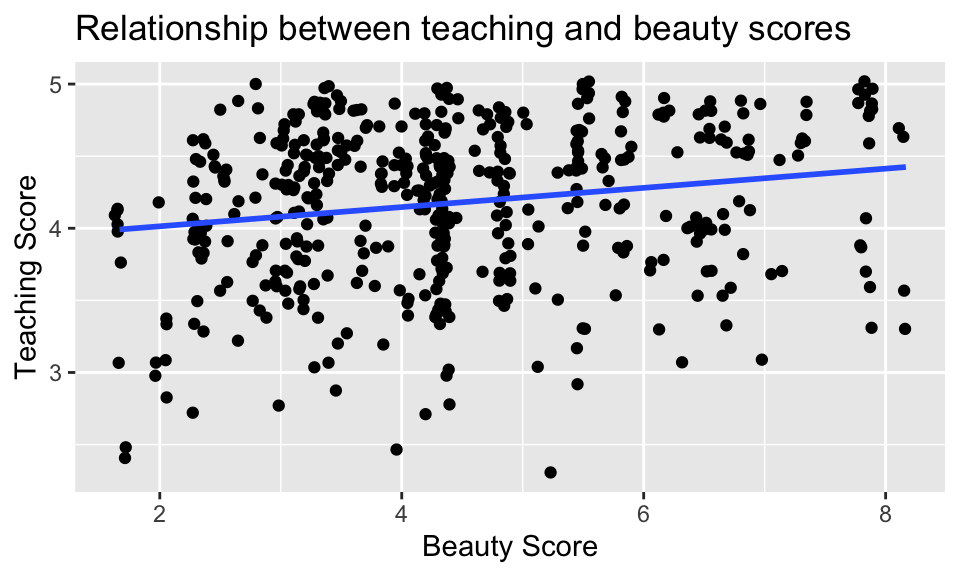 Relationship between teaching and beauty scores
5
4
3
Teaching Score
2 4 6 8
Beauty Score